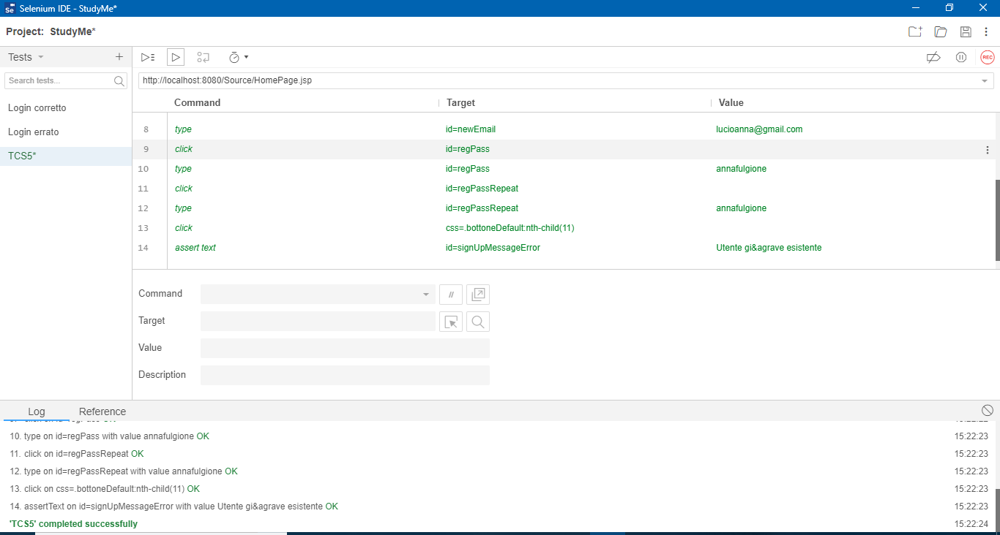 Selenium IDE - StudyMe*
Project: StudyMe*
Tests
Search tests...
Login corretto
Login errato
TCS5*
REC
http://localhost:8080/Source/HomePage.jsp
Command Target Value
8 type id=newEmail lucioanna@gmail.com
9 click id=regPass
10 type id=regPass annafulgione
11 click id=regPassRepeat
12 type id=regPassRepeat annafulgione
13 click css=.bottoneDefault:nth-child(11)
14 assert text id=signUpMessageError Utente gi&agrave esistente
Command
//
Target
Value
Description
Log Reference
10. type on id=regPass with value annafulgione OK 15:22:23
11. click on id=regPassRepeat OK 15:22:23
12. type on id=regPassRepeat with value annafulgione OK 15:22:23
13. click on css=.bottoneDefault:nth-child(11) OK 15:22:23
14. assertText on id=signUpMessageError with value Utente gi&agrave esistente OK 15:22:23
'TCS5' completed successfully 15:22:24